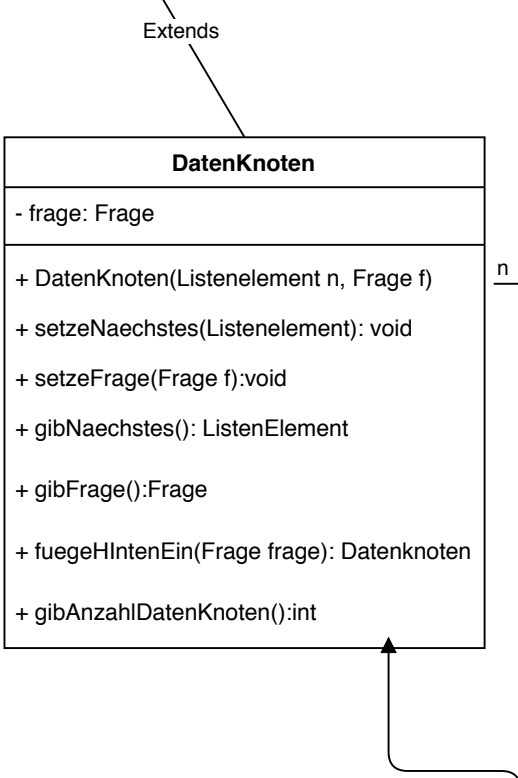 Extends
DatenKnoten
- frage: Frage
+ DatenKnoten(Listenelement n, Frage f)
n
+ setzeNaechstes(Listenelement): void
+ setzeFrage(Frage f):void
+ gibNaechstes(): ListenElement
+ gibFrage():Frage
+ fuegeHIntenEin(Frage frage): Datenknoten
+ gibAnzahlDatenKnoten():int